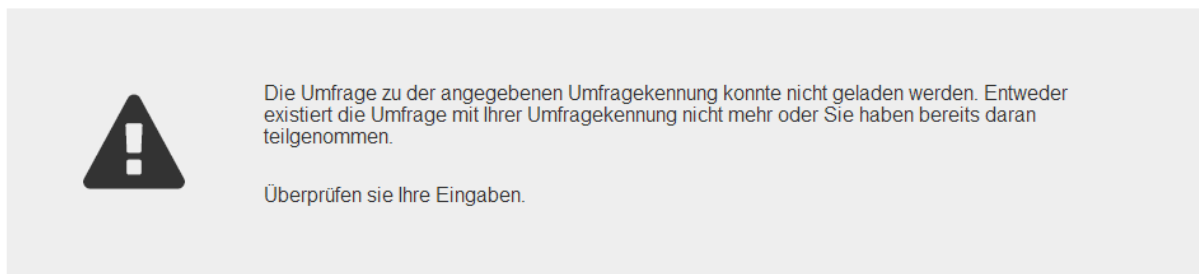 Die Umfrage zu der angegebenen Umfragekennung konnte nicht geladen werden. Entweder
existiert die Umfrage mit Ihrer Umfragekennung nicht mehr oder Sie haben bereits daran
teilgenommen.
Überprüfen sie Ihre Eingaben.